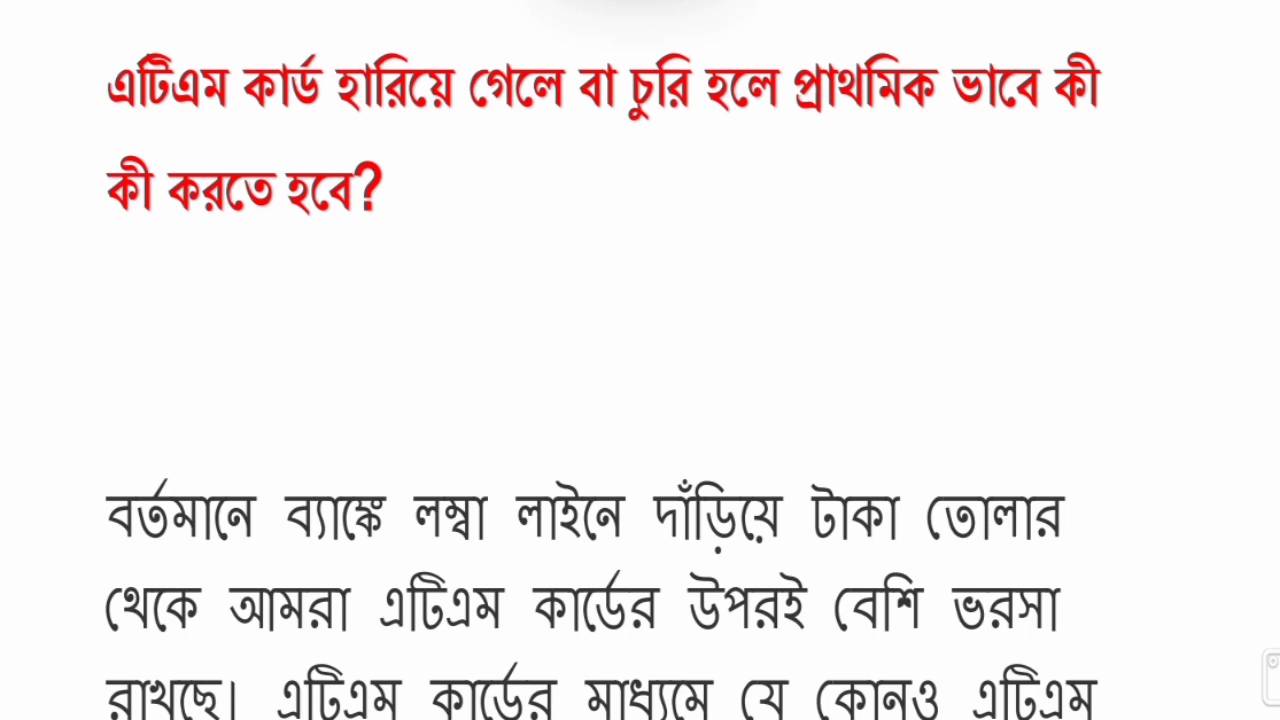 এটিএম কার্ড হারিয়ে গেলে বা চুরি হলে প্রাথমিক ভাবে কী
কী করতে হবে?
বর্তমানে ব্যাঙ্কে লম্বা লাইনে দাঁড়িয়ে টাকা তোলার
থেকে আমরা এটিএম কার্ডের উপরই বেশি ভরসা
রাখছে। এটিএম কার্ডের মাধ্যমে যে কোনও এটিএম